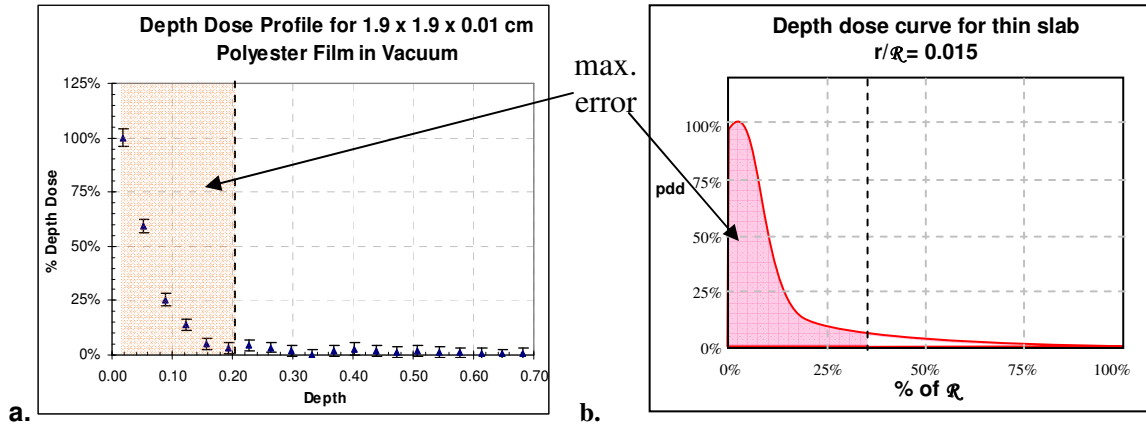 Depth Dose Profile for 1.9 x 1.9 x 0.01 cm
Polyester Film in Vacuum
125%
100%
75%
50%
25%
0%
% Depth Dose
0.00 0.10 0.20 0.30 0.40 0.50 0.60 0.70
Depth
a.
max.
error
Depth dose curve for thin slab
r/ℛ= 0.015
100%
75%
50%
25%
0%
pdd
0% 25% 50% 75% 100%
% of ℛ
b.